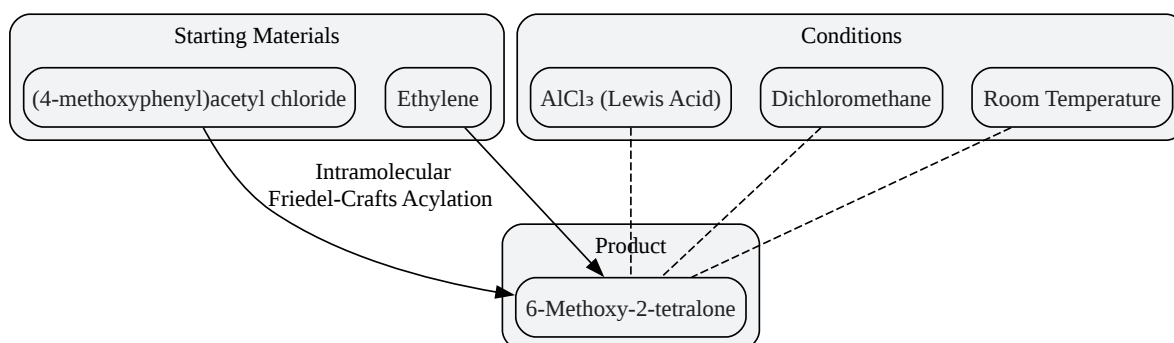 Starting Materials
Conditions
(4-methoxyphenyl)acetyl chloride
Ethylene
AlCl₃ (Lewis Acid)
Dichloromethane
Room Temperature
Intramolecular
Friedel-Crafts Acylation
Product
6-Methoxy-2-tetralone